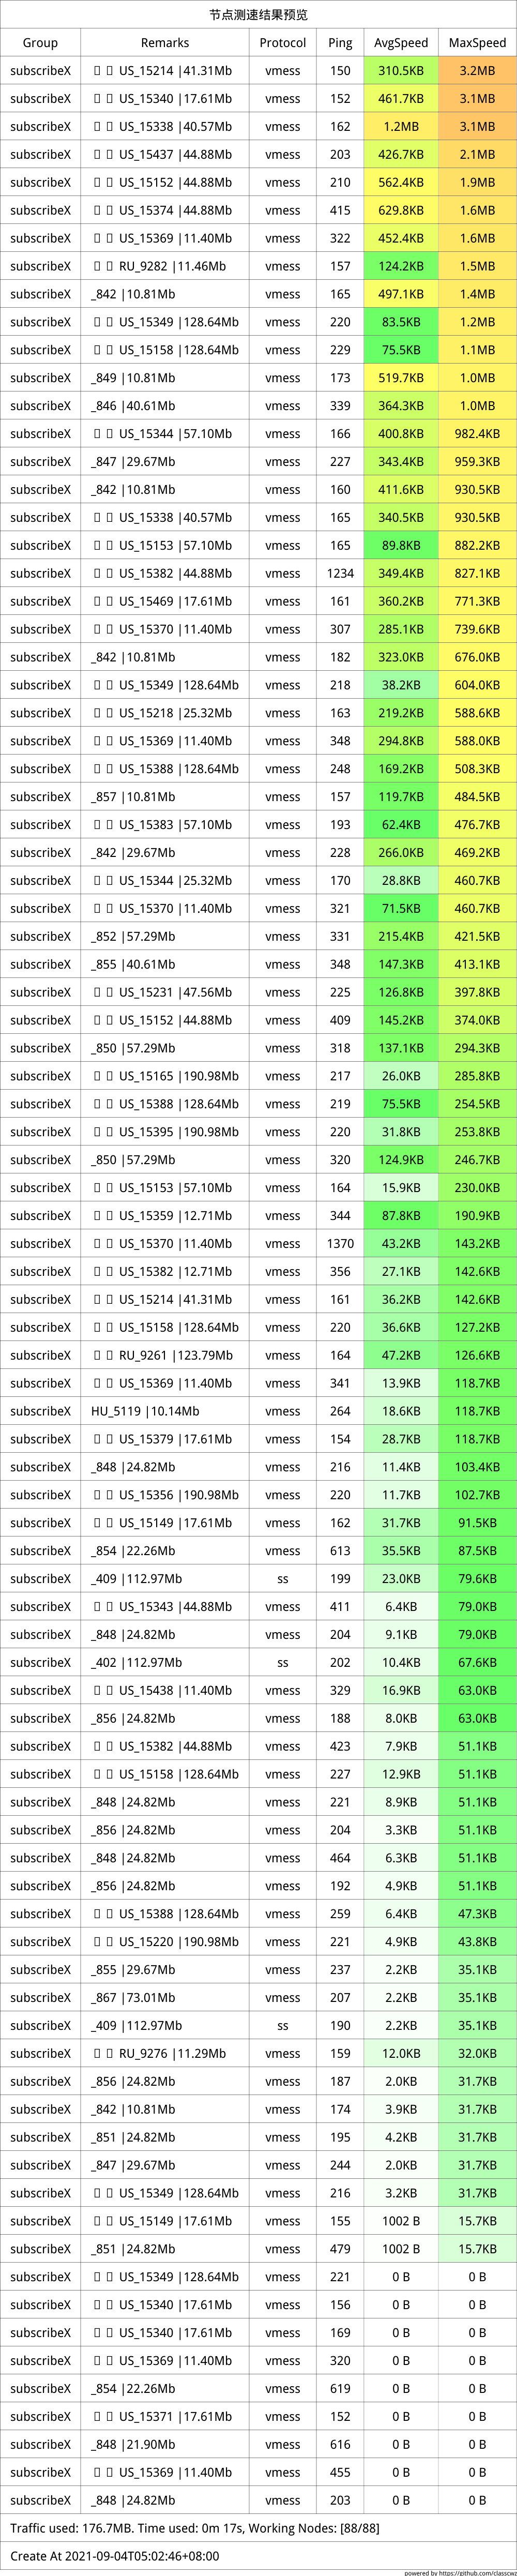 节点测速结果预览
Group Remarks Protocol Ping AvgSpeed MaxSpeed
subscribeX US_15214 |41.31Mb vmess 150 310.5KB 3.2MB
subscribeX US_15340 |17.61Mb vmess 152 461.7KB 3.1MB
subscribeX US_15338 |40.57Mb vmess 162 1.2MB 3.1MB
subscribeX US_15437 |44.88Mb vmess 203 426.7KB 2.1MB
subscribeX US_15152 |44.88Mb vmess 210 562.4KB 1.9MB
subscribeX US_15374 |44.88Mb vmess 415 629.8KB 1.6MB
subscribeX US_15369 |11.40Mb vmess 322 452.4KB 1.6MB
subscribeX RU_9282 |11.46Mb vmess 157 124.2KB 1.5MB
subscribeX _842 |10.81Mb vmess 165 497.1KB 1.4MB
subscribeX US_15349 |128.64Mb vmess 220 83.5KB 1.2MB
subscribeX US_15158 |128.64Mb vmess 229 75.5KB 1.1MB
subscribeX _849 |10.81Mb vmess 173 519.7KB 1.0MB
subscribeX _846 |40.61Mb vmess 339 364.3KB 1.0MB
subscribeX US_15344 |57.10Mb vmess 166 400.8KB 982.4KB
subscribeX _847 |29.67Mb vmess 227 343.4KB 959.3KB
subscribeX _842 |10.81Mb vmess 160 411.6KB 930.5KB
subscribeX US_15338 |40.57Mb vmess 165 340.5KB 930.5KB
subscribeX US_15153 |57.10Mb vmess 165 89.8KB 882.2KB
subscribeX US_15382 |44.88Mb vmess 1234 349.4KB 827.1KB
subscribeX US_15469 |17.61Mb vmess 161 360.2KB 771.3KB
subscribeX US_15370 |11.40Mb vmess 307 285.1KB 739.6KB
subscribeX _842 |10.81Mb vmess 182 323.0KB 676.0KB
subscribeX US_15349 |128.64Mb vmess 218 38.2KB 604.0KB
subscribeX US_15218 |25.32Mb vmess 163 219.2KB 588.6KB
subscribeX US_15369 |11.40Mb vmess 348 294.8KB 588.0KB
subscribeX US_15388 |128.64Mb vmess 248 169.2KB 508.3KB
subscribeX _857 |10.81Mb vmess 157 119.7KB 484.5KB
subscribeX US_15383 |57.10Mb vmess 193 62.4KB 476.7KB
subscribeX _842 |29.67Mb vmess 228 266.0KB 469.2KB
subscribeX US_15344 |25.32Mb vmess 170 28.8KB 460.7KB
subscribeX US_15370 |11.40Mb vmess 321 71.5KB 460.7KB
subscribeX _852 |57.29Mb vmess 331 215.4KB 421.5KB
subscribeX _855 |40.61Mb vmess 348 147.3KB 413.1KB
subscribeX US_15231 |47.56Mb vmess 225 126.8KB 397.8KB
subscribeX US_15152 |44.88Mb vmess 409 145.2KB 374.0KB
subscribeX _850 |57.29Mb vmess 318 137.1KB 294.3KB
subscribeX US_15165 |190.98Mb vmess 217 26.0KB 285.8KB
subscribeX US_15388 |128.64Mb vmess 219 75.5KB 254.5KB
subscribeX US_15395 |190.98Mb vmess 220 31.8KB 253.8KB
subscribeX _850 |57.29Mb vmess 320 124.9KB 246.7KB
subscribeX US_15153 |57.10Mb vmess 164 15.9KB 230.0KB
subscribeX US_15359 |12.71Mb vmess 344 87.8KB 190.9KB
subscribeX US_15370 |11.40Mb vmess 1370 43.2KB 143.2KB
subscribeX US_15382 |12.71Mb vmess 356 27.1KB 142.6KB
subscribeX US_15214 |41.31Mb vmess 161 36.2KB 142.6KB
subscribeX US_15158 |128.64Mb vmess 220 36.6KB 127.2KB
subscribeX RU_9261 |123.79Mb vmess 164 47.2KB 126.6KB
subscribeX US_15369 |11.40Mb vmess 341 13.9KB 118.7KB
subscribeX HU_5119 |10.14Mb vmess 264 18.6KB 118.7KB
subscribeX US_15379 |17.61Mb vmess 154 28.7KB 118.7KB
subscribeX _848 |24.82Mb vmess 216 11.4KB 103.4KB
subscribeX US_15356 |190.98Mb vmess 220 11.7KB 102.7KB
subscribeX US_15149 |17.61Mb vmess 162 31.7KB 91.5KB
subscribeX _854 |22.26Mb vmess 613 35.5KB 87.5KB
subscribeX _409 |112.97Mb ss 199 23.0KB 79.6KB
subscribeX US_15343 |44.88Mb vmess 411 6.4KB 79.0KB
subscribeX _848 |24.82Mb vmess 204 9.1KB 79.0KB
subscribeX _402 |112.97Mb ss 202 10.4KB 67.6KB
subscribeX US_15438 |11.40Mb vmess 329 16.9KB 63.0KB
subscribeX _856 |24.82Mb vmess 188 8.0KB 63.0KB
subscribeX US_15382 |44.88Mb vmess 423 7.9KB 51.1KB
subscribeX US_15158 |128.64Mb vmess 227 12.9KB 51.1KB
subscribeX _848 |24.82Mb vmess 221 8.9KB 51.1KB
subscribeX _856 |24.82Mb vmess 204 3.3KB 51.1KB
subscribeX _848 |24.82Mb vmess 464 6.3KB 51.1KB
subscribeX _856 |24.82Mb vmess 192 4.9KB 51.1KB
subscribeX US_15388 |128.64Mb vmess 259 6.4KB 47.3KB
subscribeX US_15220 |190.98Mb vmess 221 4.9KB 43.8KB
subscribeX _855 |29.67Mb vmess 237 2.2KB 35.1KB
subscribeX _867 |73.01Mb vmess 207 2.2KB 35.1KB
subscribeX _409 |112.97Mb ss 190 2.2KB 35.1KB
subscribeX RU_9276 |11.29Mb vmess 159 12.0KB 32.0KB
subscribeX _856 |24.82Mb vmess 187 2.0KB 31.7KB
subscribeX _842 |10.81Mb vmess 174 3.9KB 31.7KB
subscribeX _851 |24.82Mb vmess 195 4.2KB 31.7KB
subscribeX _847 |29.67Mb vmess 244 2.0KB 31.7KB
subscribeX US_15349 |128.64Mb vmess 216 3.2KB 31.7KB
subscribeX US_15149 |17.61Mb vmess 155 1002 B 15.7KB
subscribeX _851 |24.82Mb vmess 479 1002 B 15.7KB
subscribeX US_15349 |128.64Mb vmess 221 0 B 0 B
subscribeX US_15340 |17.61Mb vmess 156 0 B 0 B
subscribeX US_15340 |17.61Mb vmess 169 0 B 0 B
subscribeX US_15369 |11.40Mb vmess 320 0 B 0 B
subscribeX _854 |22.26Mb vmess 619 0 B 0 B
subscribeX US_15371 |17.61Mb vmess 152 0 B 0 B
subscribeX _848 |21.90Mb vmess 616 0 B 0 B
subscribeX US_15369 |11.40Mb vmess 455 0 B 0 B
subscribeX _848 |24.82Mb vmess 203 0 B 0 B
Traffic used: 176.7MB. Time used: 0m 17s, Working Nodes: [88/88]
Create At 2021-09-04T05:02:46+08:00
powered by https://github.com/classcwz